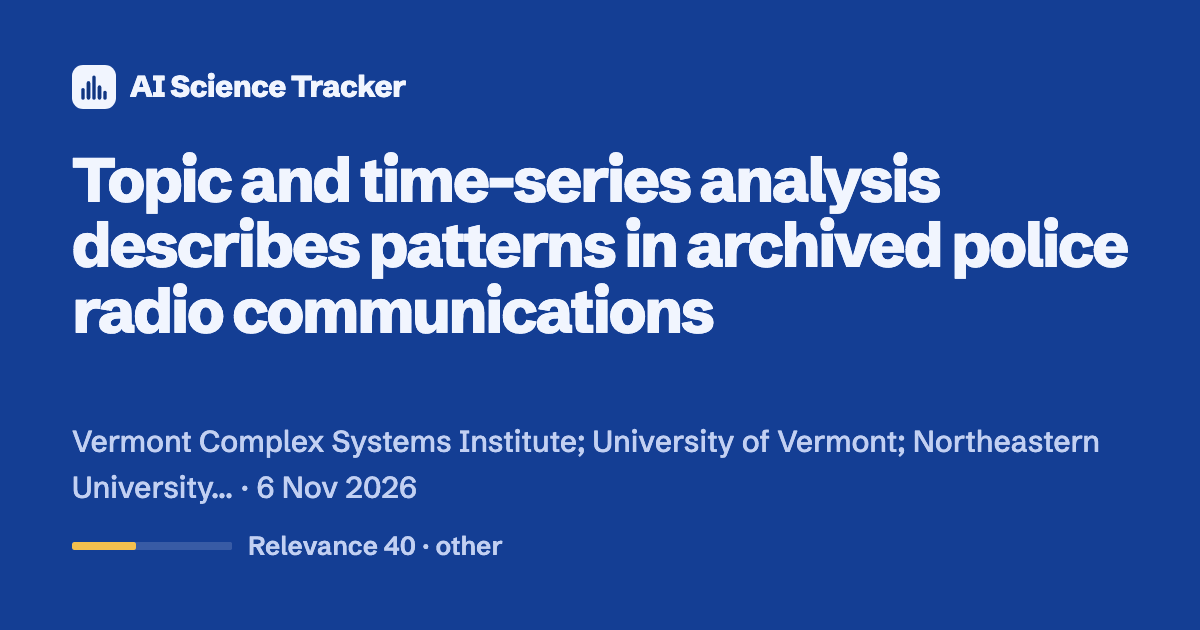 AI Science Tracker
Topic and time-series analysis
describes patterns in archived police
radio communications
Vermont Complex Systems Institute; University of Vermont; Northeastern
University... · 6 Nov 2026
Relevance 40 · other